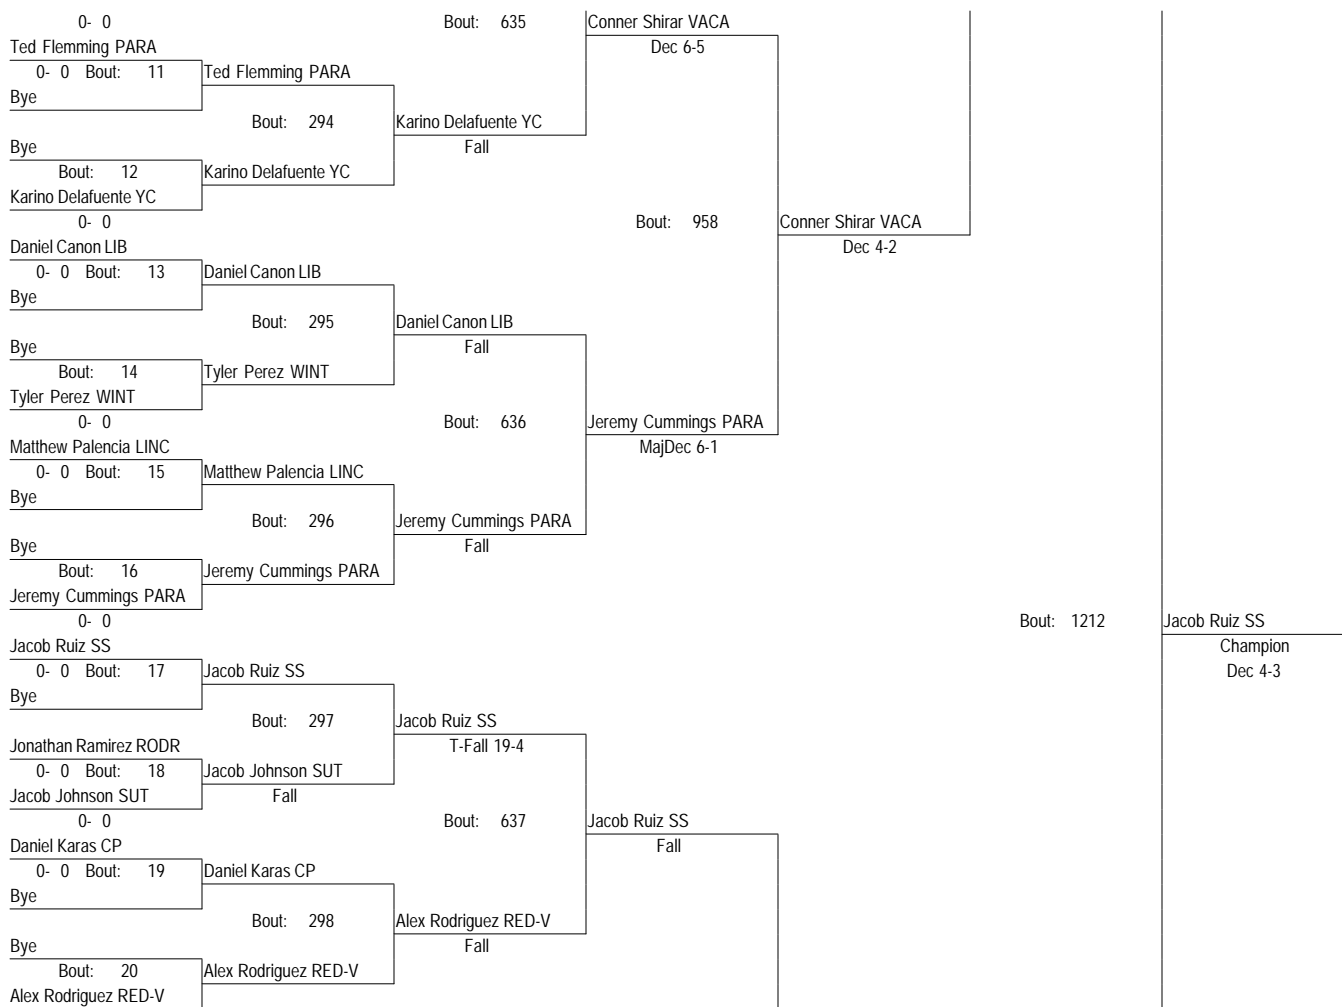 0- 0 Bout: 635 Conner Shirar VACA
Ted Flemming PARA Dec 6-5
0- 0 Bout: 11 Ted Flemming PARA
Bye
Bout: 294 Karino Delafuente YC
Bye Fall
Bout: 12 Karino Delafuente YC
Karino Delafuente YC
0- 0 Bout: 958 Conner Shirar VACA
Daniel Canon LIB Dec 4-2
0- 0 Bout: 13 Daniel Canon LIB
Bye
Bout: 295 Daniel Canon LIB
Bye Fall
Bout: 14 Tyler Perez WINT
Tyler Perez WINT
0- 0 Bout: 636 Jeremy Cummings PARA
Matthew Palencia LINC MajDec 6-1
0- 0 Bout: 15 Matthew Palencia LINC
Bye
Bout: 296 Jeremy Cummings PARA
Bye Fall
Bout: 16 Jeremy Cummings PARA
Jeremy Cummings PARA
0- 0 Bout: 1212 Jacob Ruiz SS
Jacob Ruiz SS Champion
0- 0 Bout: 17 Jacob Ruiz SS Dec 4-3
Bye
Bout: 297 Jacob Ruiz SS
Jonathan Ramirez RODR T-Fall 19-4
0- 0 Bout: 18 Jacob Johnson SUT
Jacob Johnson SUT Fall
0- 0 Bout: 637 Jacob Ruiz SS
Daniel Karas CP Fall
0- 0 Bout: 19 Daniel Karas CP
Bye
Bout: 298 Alex Rodriguez RED-V
Bye Fall
Bout: 20 Alex Rodriguez RED-V
Alex Rodriguez RED-V